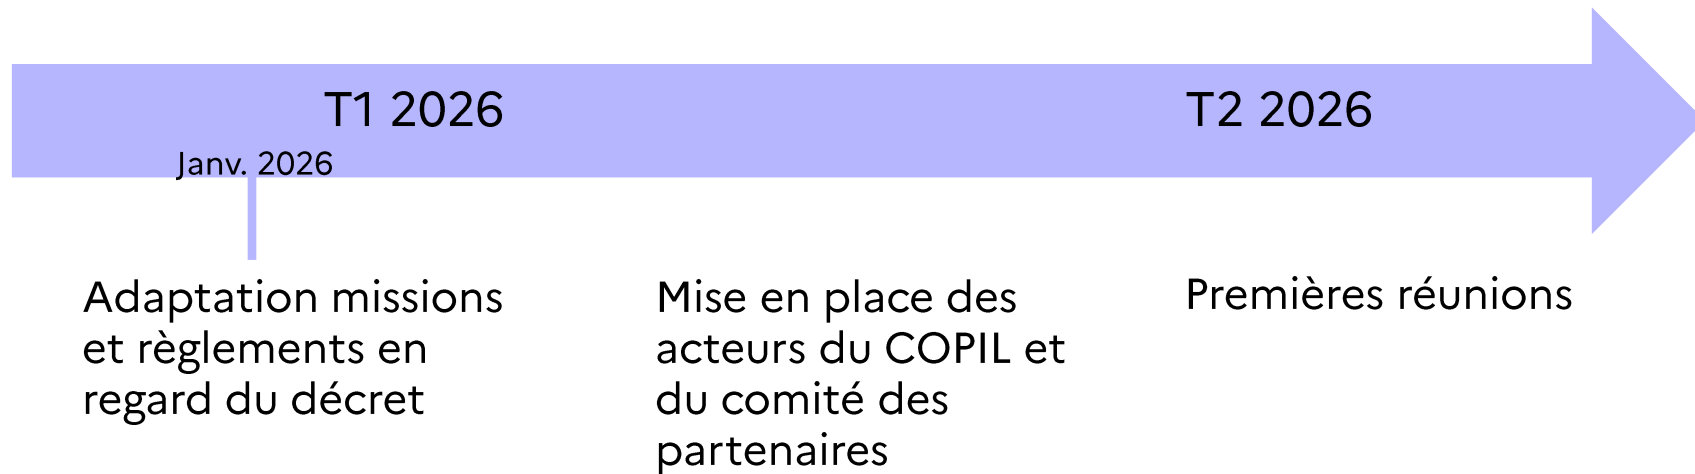 T1 2026
T2 2026
Janv. 2026
Adaptation missions
et règlements en
regard du décret
Mise en place des
acteurs du COPIL et
du comité des
partenaires
Premières réunions